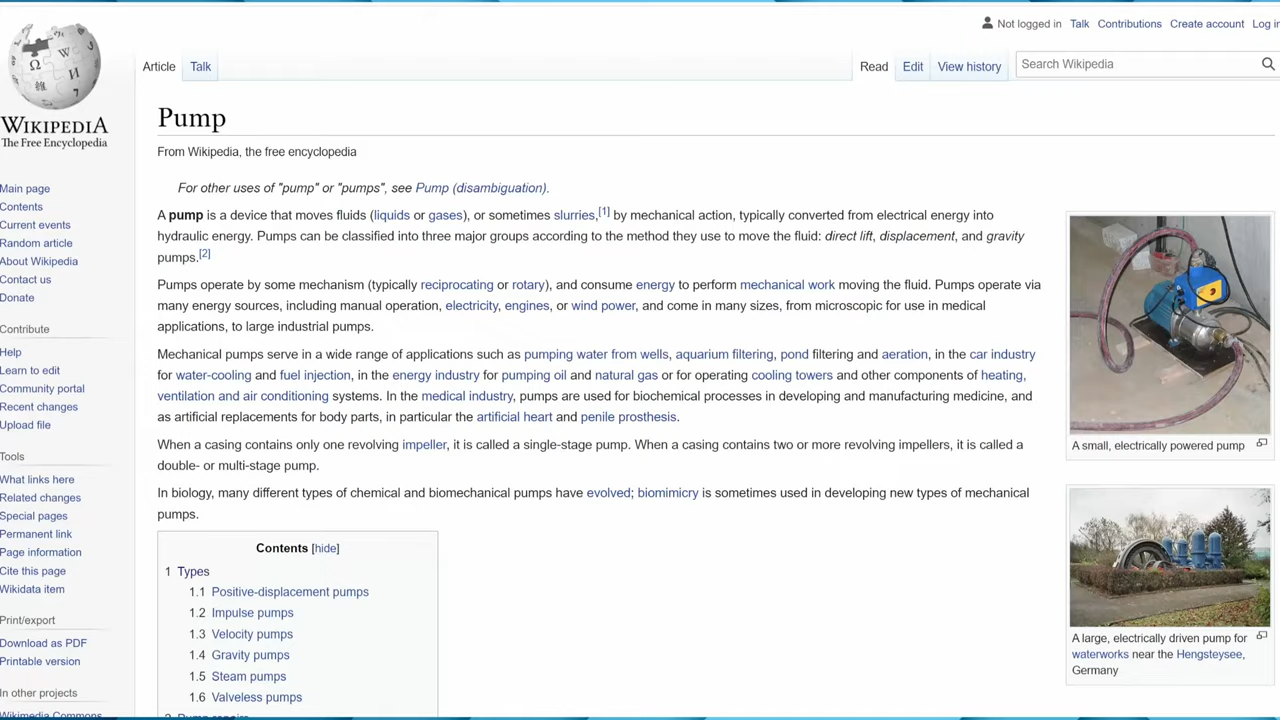 Not logged in Talk Contributions Create account Log in
Article Talk Read Edit View history Search Wikipedia
WIKIPEDIA
The Free Encyclopedia
Main page
Contents
Current events
Random article
About Wikipedia
Contact us
Donate
Contribute
Help
Learn to edit
Community portal
Recent changes
Upload file
Tools
What links here
Related changes
Special pages
Permanent link
Page information
Cite this page
Wikidata item
Print/export
Download as PDF
Printable version
In other projects
Wikimedia Commons
Pump
From Wikipedia, the free encyclopedia
For other uses of "pump" or "pumps", see Pump (disambiguation).
A pump is a device that moves fluids (liquids or gases), or sometimes slurries,[1] by mechanical action, typically converted from electrical energy into
hydraulic energy. Pumps can be classified into three major groups according to the method they use to move the fluid: direct lift, displacement, and gravity
pumps.[2]
Pumps operate by some mechanism (typically reciprocating or rotary), and consume energy to perform mechanical work moving the fluid. Pumps operate via
many energy sources, including manual operation, electricity, engines, or wind power, and come in many sizes, from microscopic for use in medical
applications, to large industrial pumps.
Mechanical pumps serve in a wide range of applications such as pumping water from wells, aquarium filtering, pond filtering and aeration, in the car industry
for water-cooling and fuel injection, in the energy industry for pumping oil and natural gas or for operating cooling towers and other components of heating,
ventilation and air conditioning systems. In the medical industry, pumps are used for biochemical processes in developing and manufacturing medicine, and
as artificial replacements for body parts, in particular the artificial heart and penile prosthesis.
When a casing contains only one revolving impeller, it is called a single-stage pump. When a casing contains two or more revolving impellers, it is called a
double- or multi-stage pump.
In biology, many different types of chemical and biomechanical pumps have evolved; biomimicry is sometimes used in developing new types of mechanical
pumps.
Contents [hide]
1 Types
1.1 Positive-displacement pumps
1.2 Impulse pumps
1.3 Velocity pumps
1.4 Gravity pumps
1.5 Steam pumps
1.6 Valveless pumps
2 Pump repairs
A small, electrically powered pump
A large, electrically driven pump for
waterworks near the Hengsteysee,
Germany